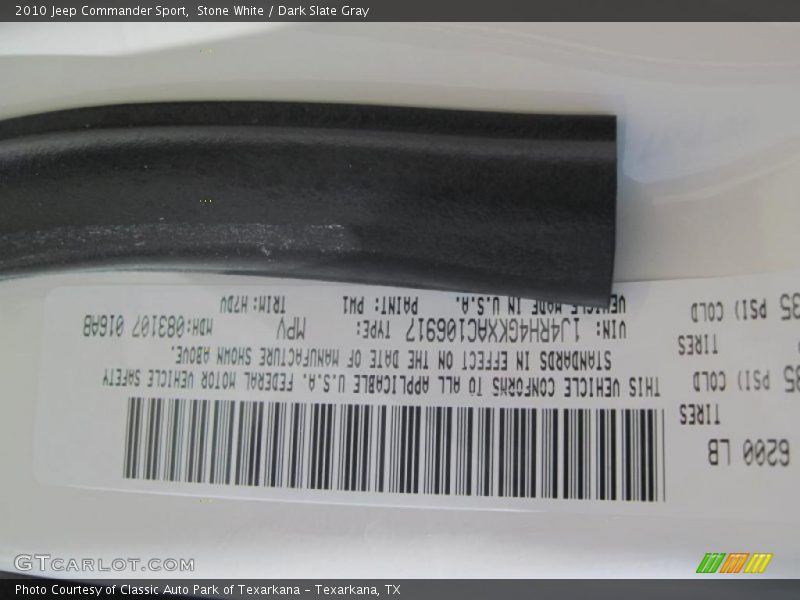 2010 Jeep Commander Sport, Stone White / Dark Slate Gray
6200 LB
TIRES
35 PSI) COLD
THIS VEHICLE CONFORMS TO ALL APPLICABLE U.S.A. FEDERAL MOTOR VEHICLE SAFETY
STANDARDS IN EFFECT ON THE DATE OF MANUFACTURE SHOWN ABOVE.
TIRES
35 PSI) COLD
VIN: 1J4RH4GKXAC106917 TYPE: MPV MDH:083107 016AB
VEHICLE MADE IN U.S.A. PAINT: PW1 TRIM: H7DV
GTCARLOT.COM
Photo Courtesy of Classic Auto Park of Texarkana – Texarkana, TX